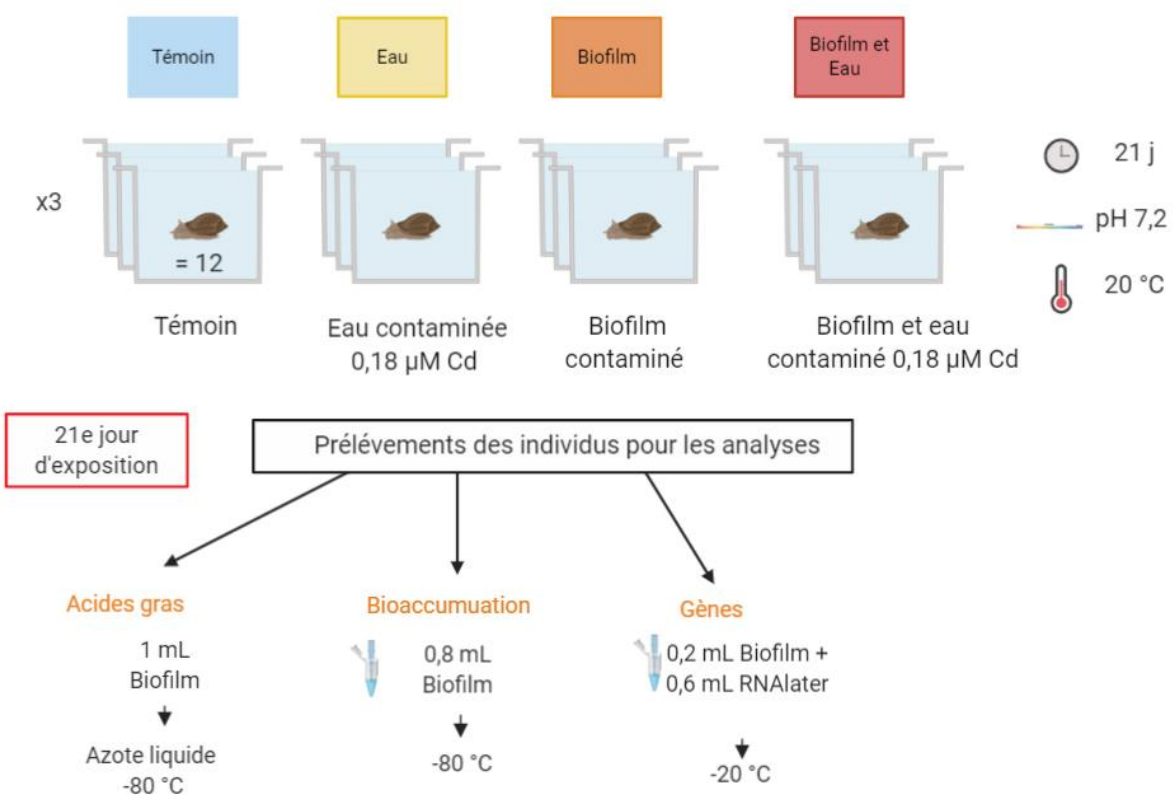 Témoin
Eau
Biofilm
Biofilm et
Eau
x3
= 12
21 j
pH 7,2
20 °C
Témoin
Eau contaminée
0,18 µM Cd
Biofilm
contaminé
Biofilm et eau
contaminé 0,18 µM Cd
21e jour
d'exposition
Prélévements des individus pour les analyses
Acides gras
1 mL
Biofilm
Azote liquide
-80 °C
Bioaccumuation
0,8 mL
Biofilm
-80 °C
Gènes
0,2 mL Biofilm +
0,6 mL RNAlater
-20 °C